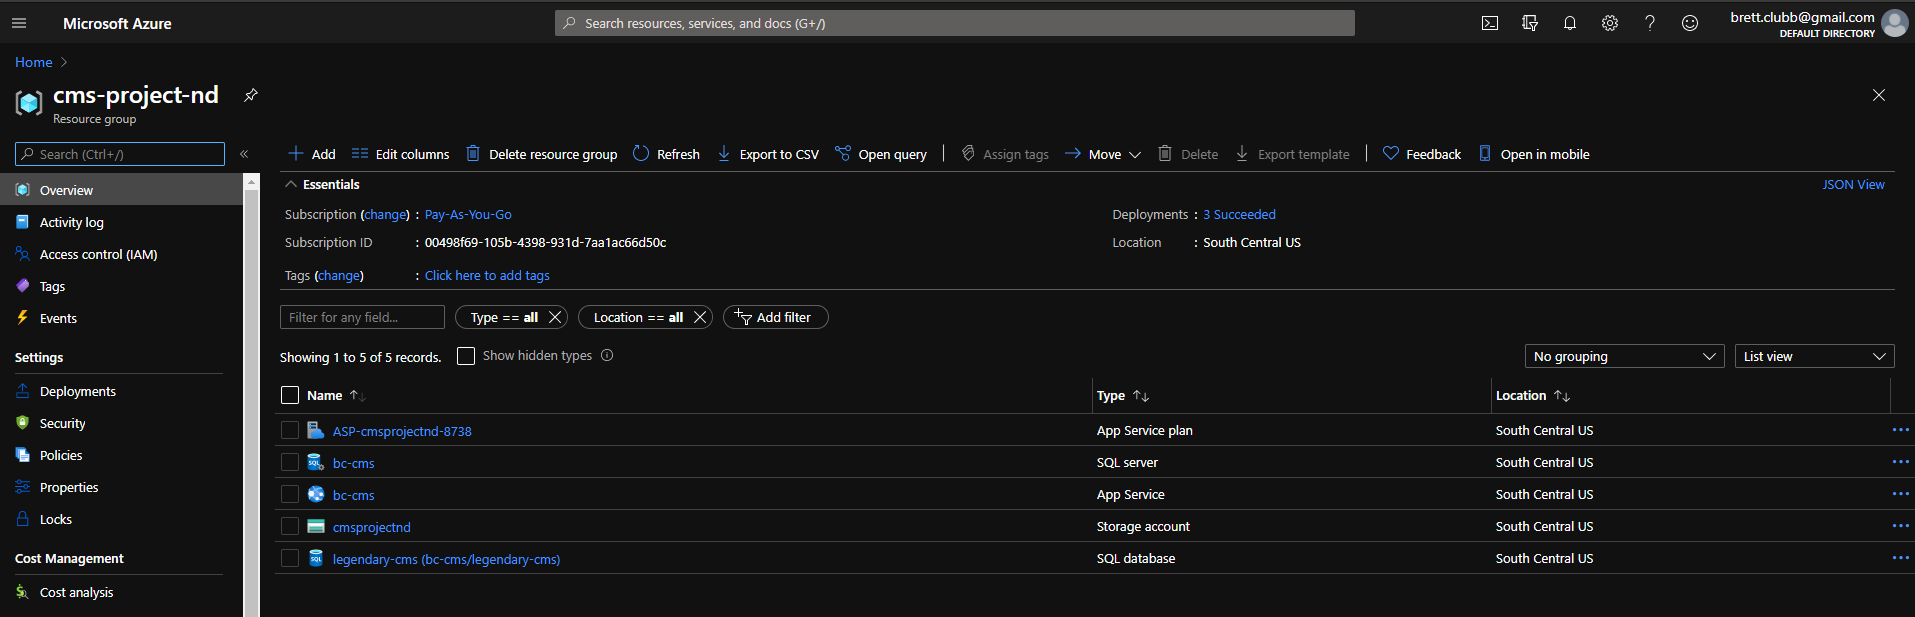 Microsoft Azure
Search resources, services, and docs (G+/)
brett.clubb@gmail.com
DEFAULT DIRECTORY
Home
cms-project-nd
Resource group
Search (Ctrl+/)
Overview
Activity log
Access control (IAM)
Tags
Events
Settings
Deployments
Security
Policies
Properties
Locks
Cost Management
Cost analysis
Add Edit columns Delete resource group Refresh Export to CSV Open query Assign tags Move Delete Export template Feedback Open in mobile
Essentials JSON View
Subscription (change) : Pay-As-You-Go Deployments : 3 Succeeded
Subscription ID : 00498f69-105b-4398-931d-7aa1ac66d50c Location : South Central US
Tags (change) : Click here to add tags
Filter for any field... Type == all Location == all Add filter
Showing 1 to 5 of 5 records. Show hidden types No grouping List view
Name Type Location
ASP-cmsprojectnd-8738 App Service plan South Central US
SQL bc-cms SQL server South Central US
bc-cms App Service South Central US
cmsprojectnd Storage account South Central US
SQL legendary-cms (bc-cms/legendary-cms) SQL database South Central US